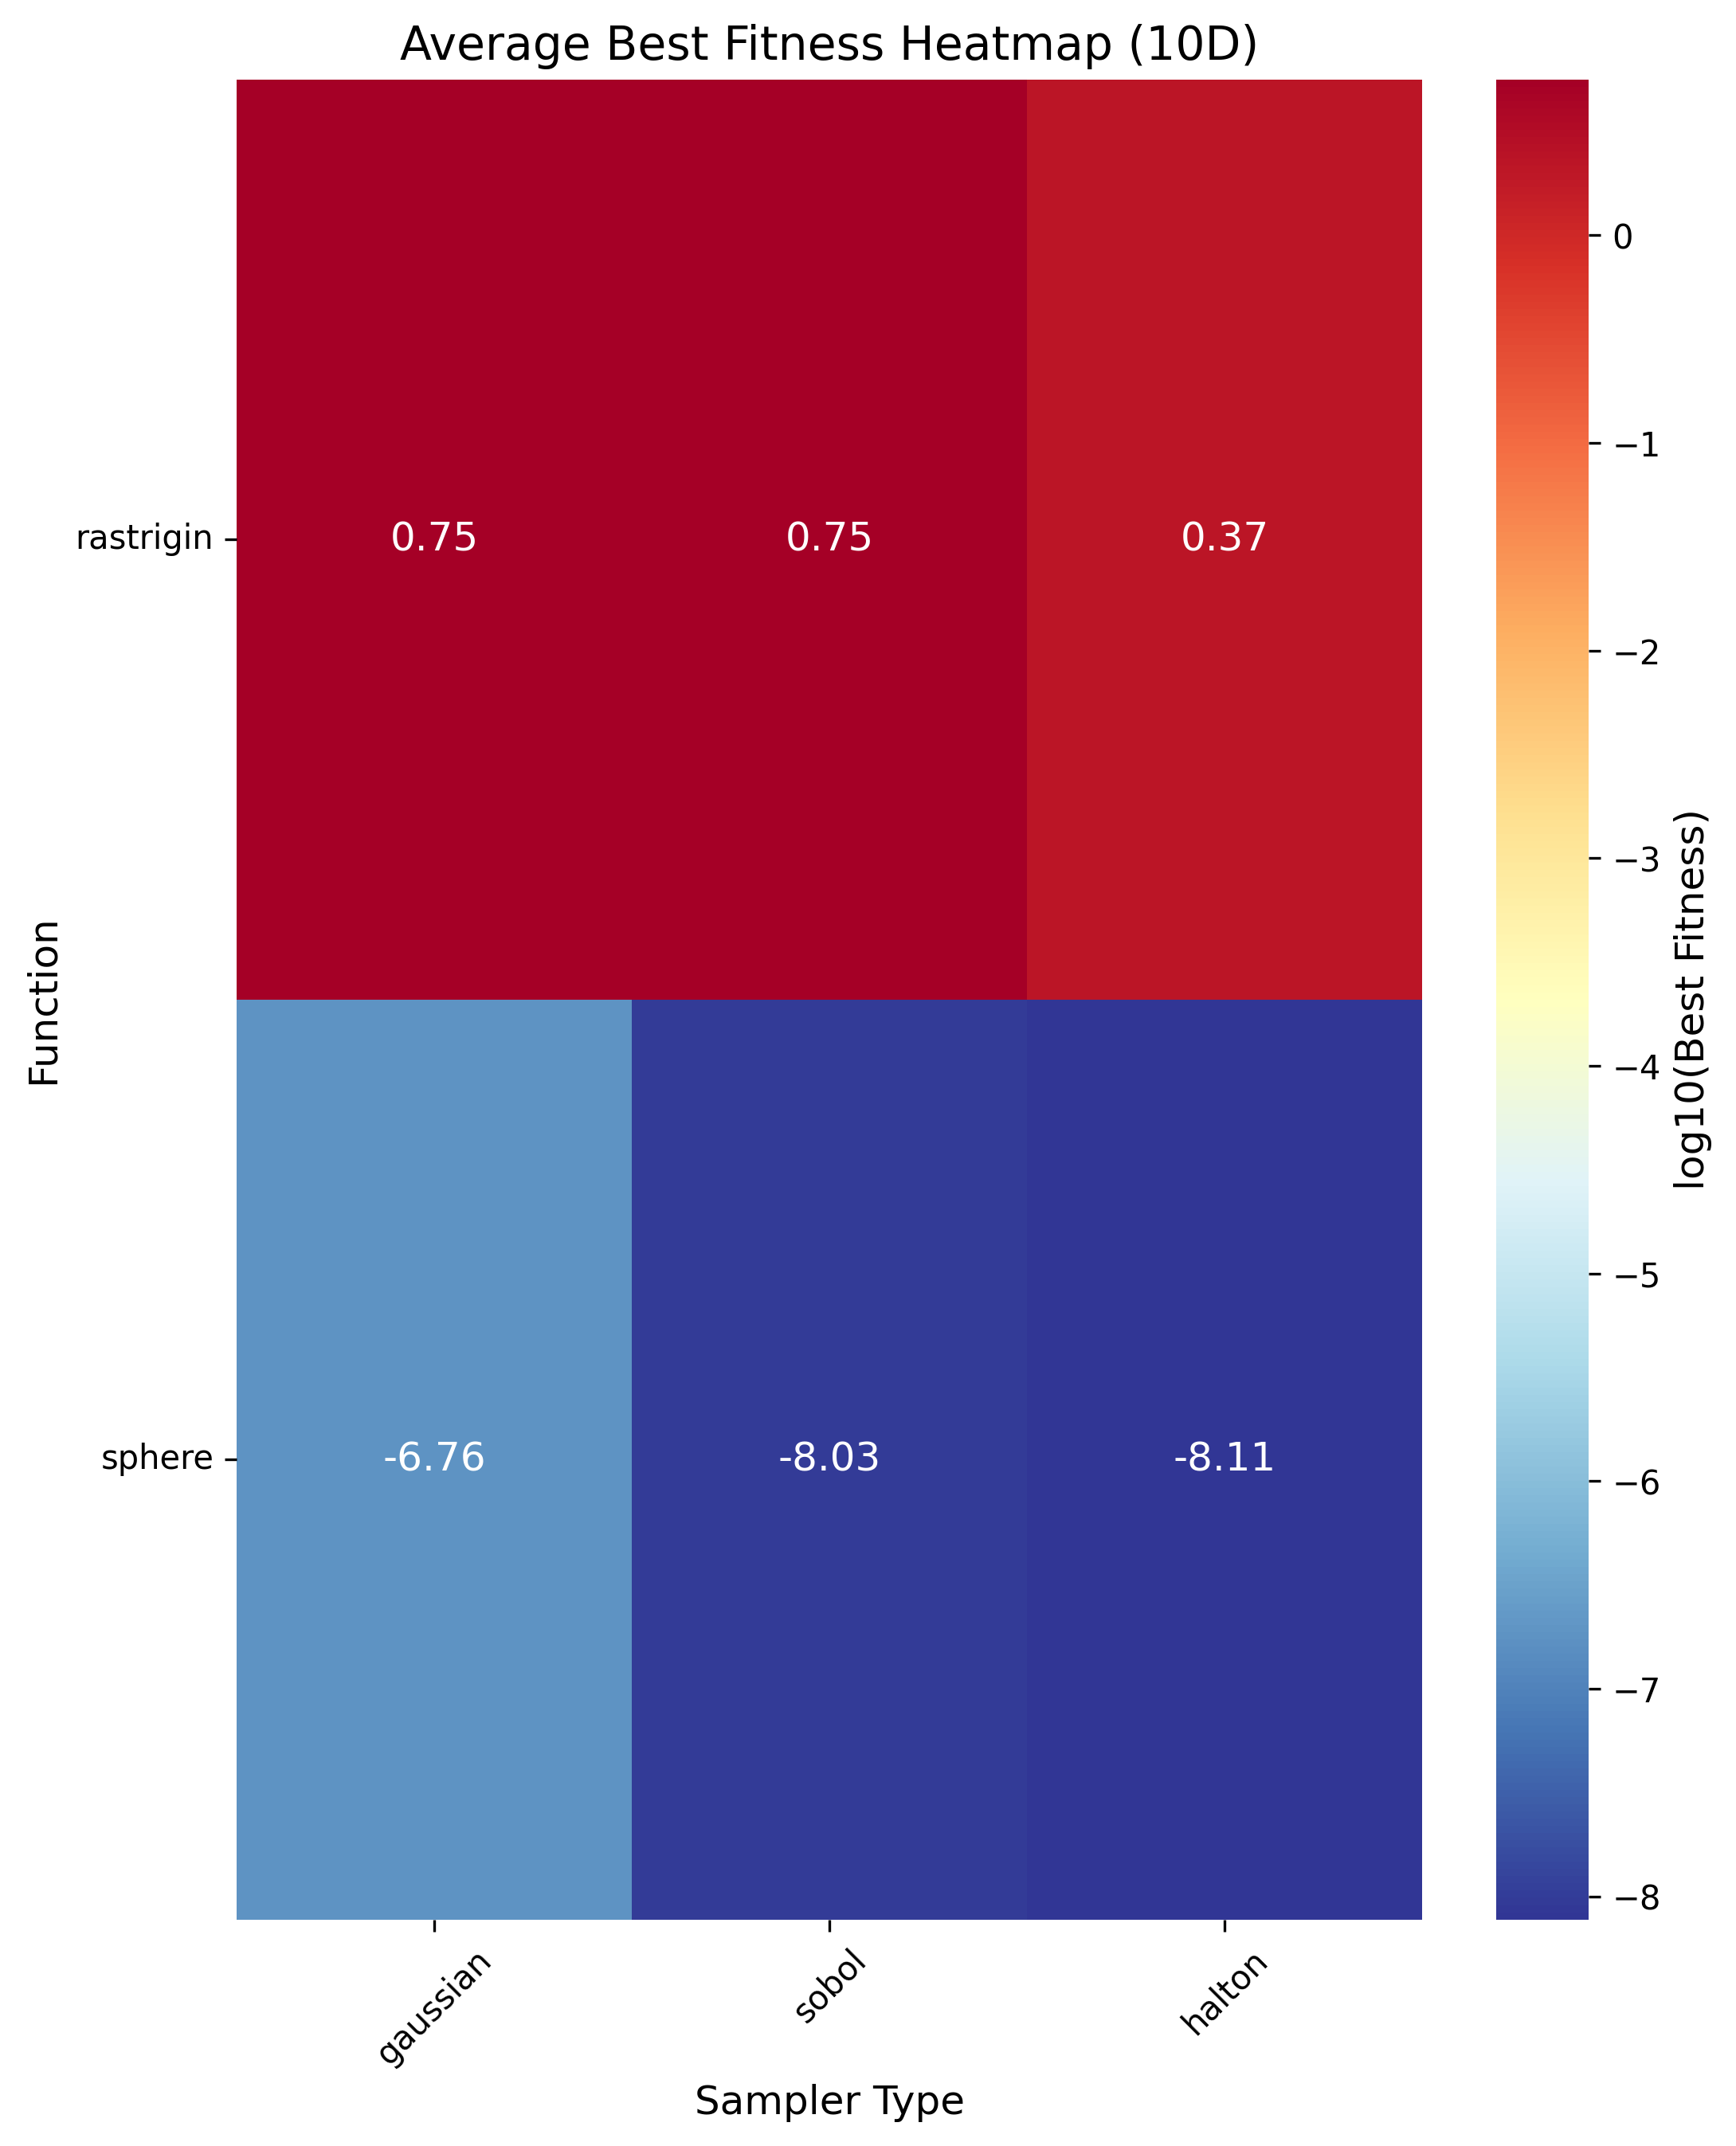 Average Best Fitness Heatmap (10D)
rastrigin
0.75
0.75
0.37
sphere
-6.76
-8.03
-8.11
Function
gaussian
sobol
halton
Sampler Type
0
−1
−2
−3
−4
−5
−6
−7
−8
log10(Best Fitness)